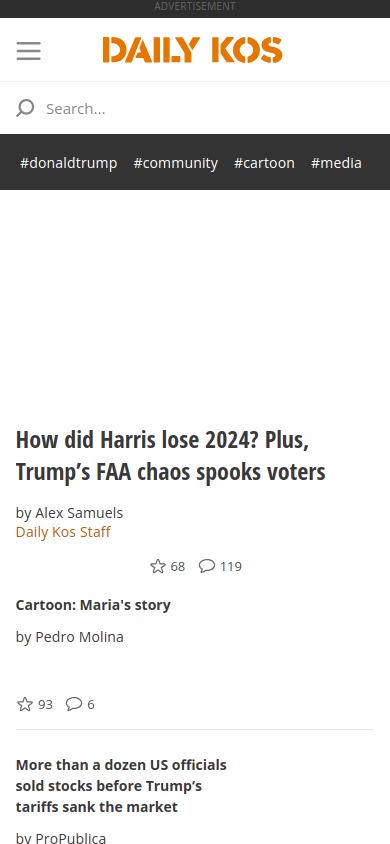 ADVERTISEMENT
DAILY KOS
Search...
#donaldtrump #community #cartoon #media
How did Harris lose 2024? Plus,
Trump’s FAA chaos spooks voters
by Alex Samuels
Daily Kos Staff
68 119
Cartoon: Maria's story
by Pedro Molina
93 6
More than a dozen US officials
sold stocks before Trump’s
tariffs sank the market
by ProPublica